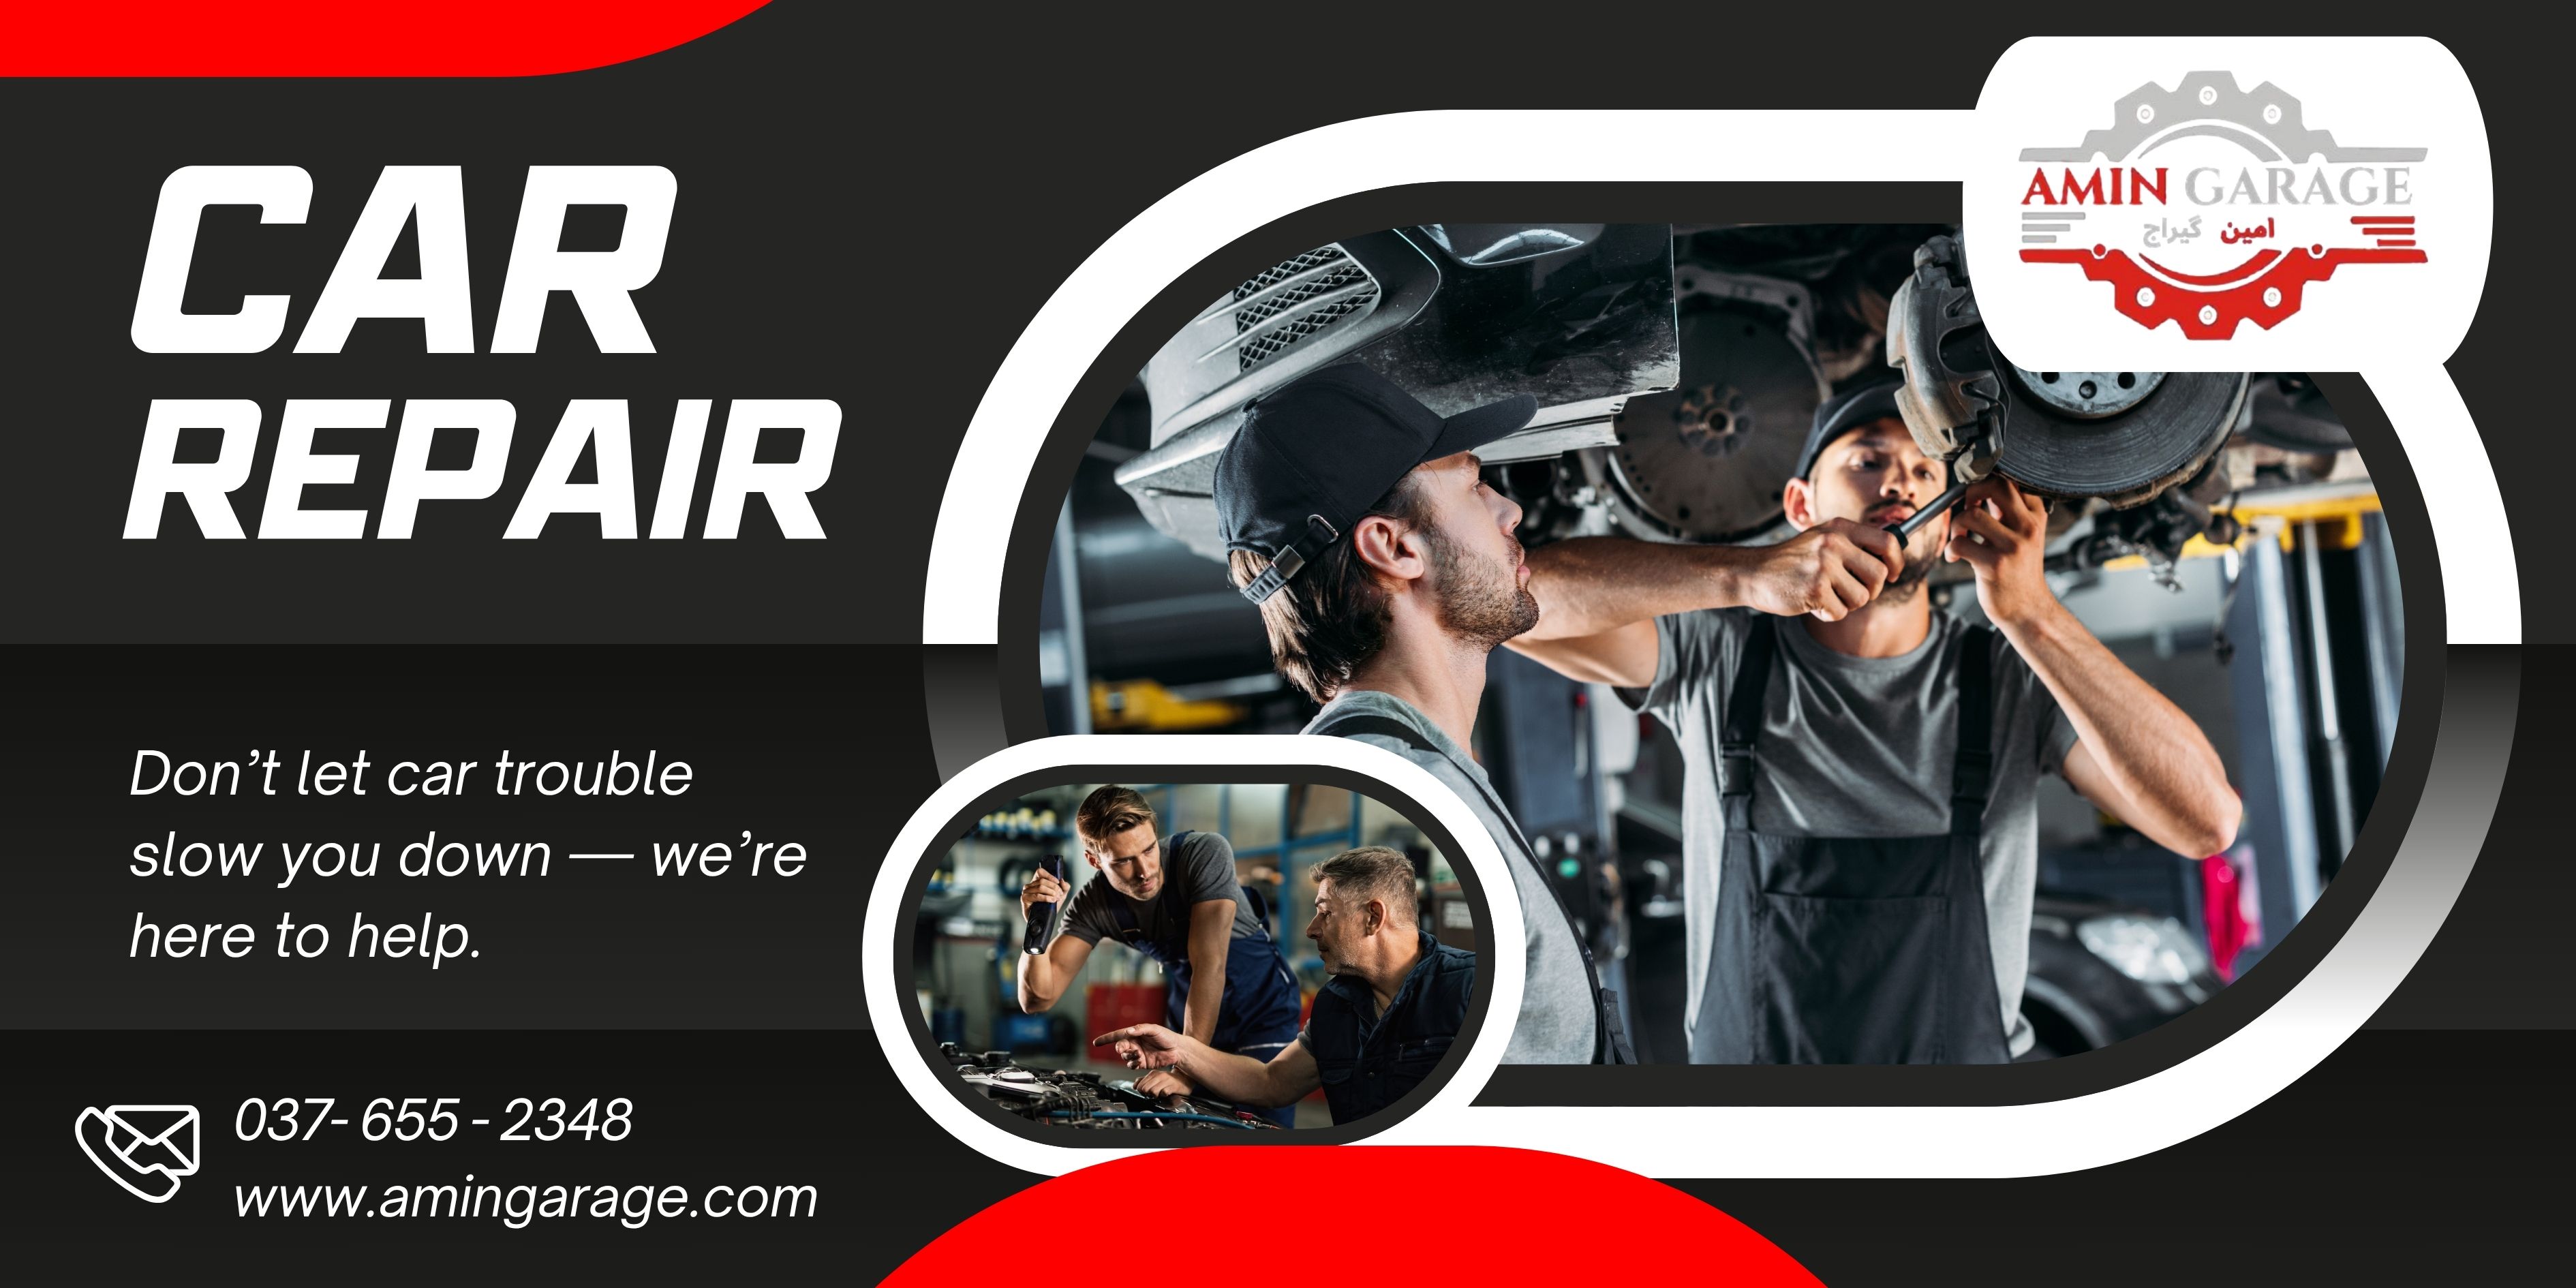 CAR
REPAIR
Don’t let car trouble
slow you down — we’re
here to help.
037- 655 - 2348
www.amingarage.com
AMIN GARAGE
امین گیراج